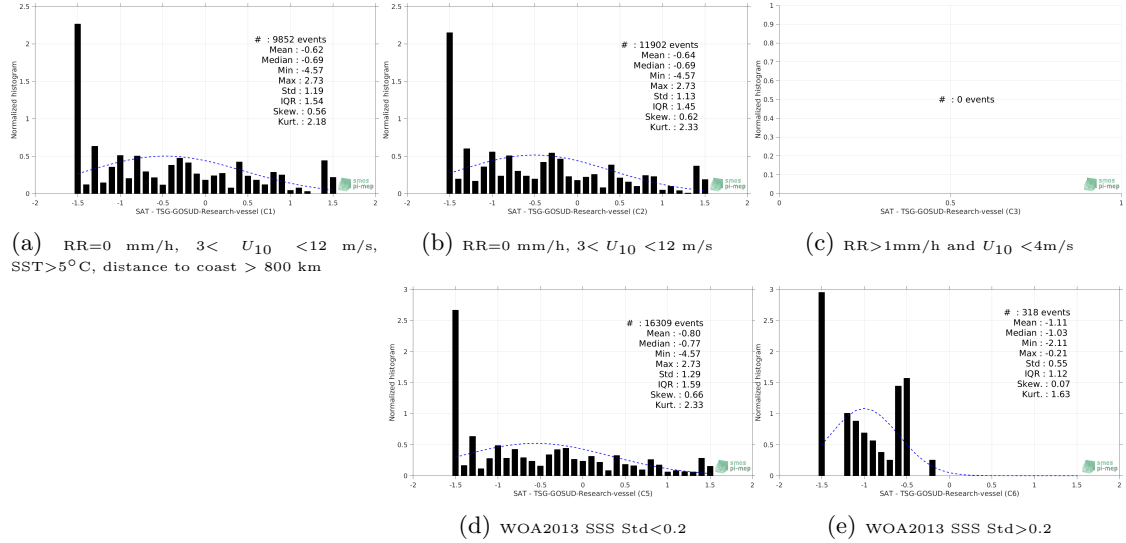 2.5
2
1.5
1
0.5
0
Normalized histogram
-2 -1.5 -1 -0.5 0 0.5 1 1.5 2
SAT - TSG-GOSUD-Research-vessel (C1)
# : 9852 events
Mean : -0.62
Median : -0.69
Min : -4.57
Max : 2.73
Std : 1.19
IQR : 1.54
Skew. : 0.56
Kurt. : 2.18
smos
pi-mep
2.5
2
1.5
1
0.5
0
Normalized histogram
-2 -1.5 -1 -0.5 0 0.5 1 1.5 2
SAT - TSG-GOSUD-Research-vessel (C2)
# : 11902 events
Mean : -0.64
Median : -0.69
Min : -4.57
Max : 2.73
Std : 1.13
IQR : 1.45
Skew. : 0.62
Kurt. : 2.33
smos
pi-mep
1
0.9
0.8
0.7
0.6
0.5
0.4
0.3
0.2
0.1
0
Normalized histogram
0 0.5 1
SAT - TSG-GOSUD-Research-vessel (C3)
# : 0 events
smos
pi-mep
(a) RR=0 mm/h, 3< U10 <12 m/s,
SST>5°C, distance to coast > 800 km
(b) RR=0 mm/h, 3< U10 <12 m/s
(c) RR>1mm/h and U10 <4m/s
3
2.5
2
1.5
1
0.5
0
Normalized histogram
-2 -1.5 -1 -0.5 0 0.5 1 1.5 2
SAT - TSG-GOSUD-Research-vessel (C5)
# : 16309 events
Mean : -0.80
Median : -0.77
Min : -4.57
Max : 2.73
Std : 1.29
IQR : 1.59
Skew. : 0.66
Kurt. : 2.33
smos
pi-mep
3
2.5
2
1.5
1
0.5
0
Normalized histogram
-2 -1.5 -1 -0.5 0 0.5 1 1.5 2
SAT - TSG-GOSUD-Research-vessel (C6)
# : 318 events
Mean : -1.11
Median : -1.03
Min : -2.11
Max : -0.21
Std : 0.55
IQR : 1.12
Skew. : 0.07
Kurt. : 1.63
smos
pi-mep
(d) WOA2013 SSS Std<0.2
(e) WOA2013 SSS Std>0.2